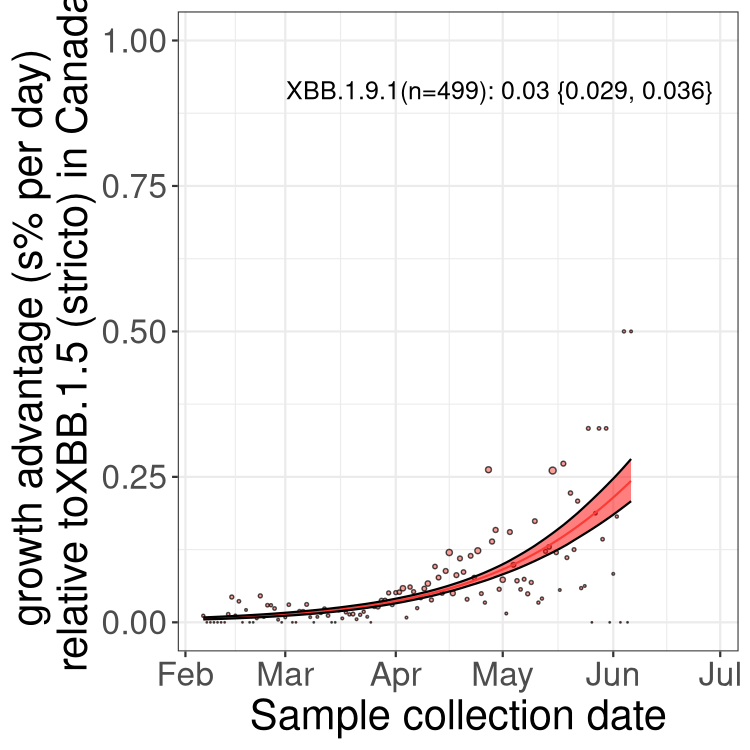 growth advantage (s% per day)
relative toXBB.1.5 (stricto) in Canada
1.00
0.75
0.50
0.25
0.00
XBB.1.9.1(n=499): 0.03 {0.029, 0.036}
Feb Mar Apr May Jun Jul
Sample collection date